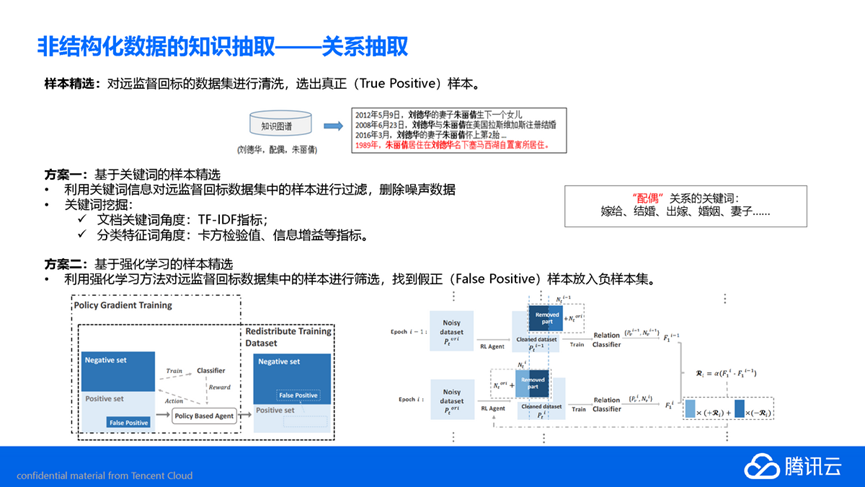 非结构化数据的知识抽取——关系抽取
样本精选：对远监督回标的数据集进行清洗，选出真正（True Positive）样本。
知识图谱
(刘德华，配偶，朱丽倩)
2012年5月9日，刘德华的妻子朱丽倩生下一个女儿
2008年6月23日，刘德华与朱丽倩在美国拉斯维加斯注册结婚
2016年3月，刘德华的妻子朱丽倩怀上第2胎 ...
1989年，朱丽倩居住在刘德华名下塞马西湖自置寓所居住。
方案一：基于关键词的样本精选
• 利用关键词信息对远监督回标数据集中的样本进行过滤，删除噪声数据
• 关键词挖掘：
✓ 文档关键词角度：TF-IDF指标；
✓ 分类特征词角度：卡方检验值、信息增益等指标。
“配偶”关系的关键词：
嫁给、结婚、出嫁、婚姻、妻子……
方案二：基于强化学习的样本精选
• 利用强化学习方法对远监督回标数据集中的样本进行筛选，找到假正（False Positive）样本放入负样本集。
Policy Gradient Training
Redistribute Training
Dataset
Negative set
Positive set
False Positive
Train
Classifier
Reward
Action
Policy Based Agent
Negative set
False Positive
Positive set
Epoch i − 1 :
Noisy
dataset
P_t^ori
RL Agent
N_t^i-1
Removed
part
+N_t^ori
Cleaned dataset
P_t^i-1
Train
Relation
Classifier
{P_t^i-1, N_t^i-1}
F_1^i-1
Epoch i :
Noisy
dataset
P_t^ori
RL Agent
N_t^i
N_t^ori +
Removed
part
Cleaned dataset
P_t^i
Train
Relation
Classifier
{P_t^i, N_t^i}
F_1^i
R_i = α(F_1^i - F_1^i-1)
×(+R_i) + ×(−R_i)
confidential material from Tencent Cloud
腾讯云